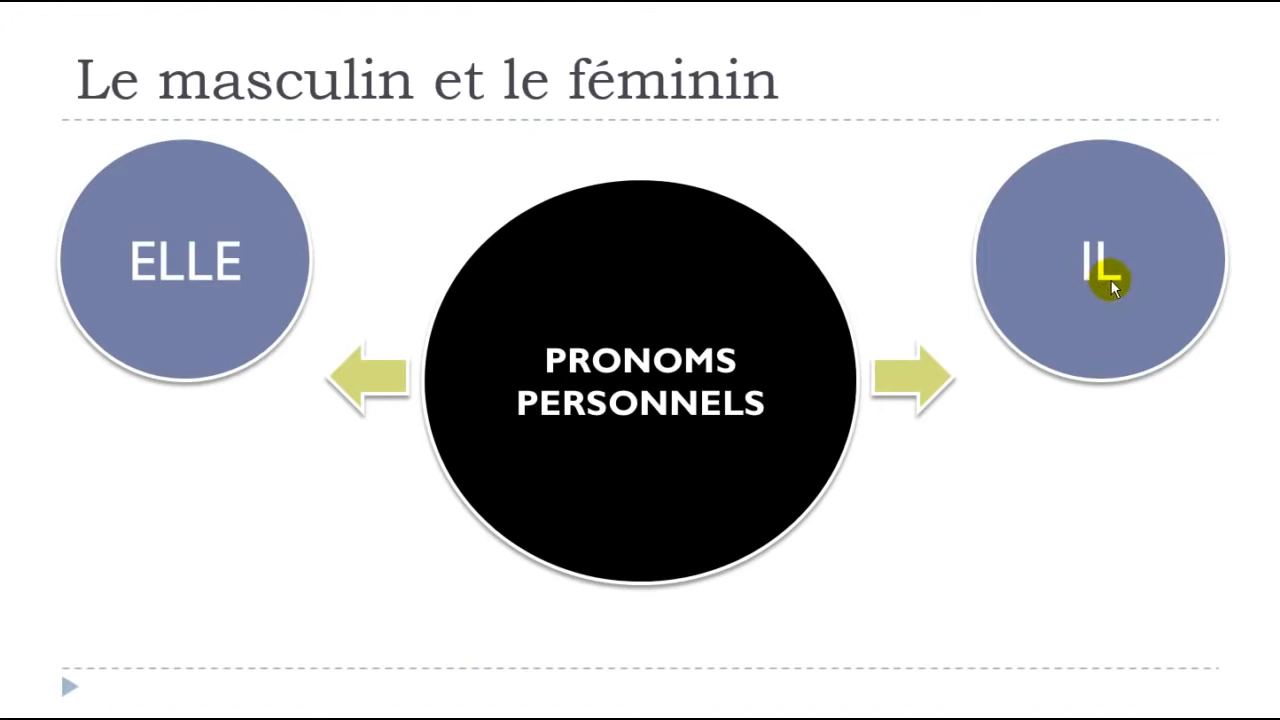 Le masculin et le féminin
ELLE
PRONOMS
PERSONNELS
IL